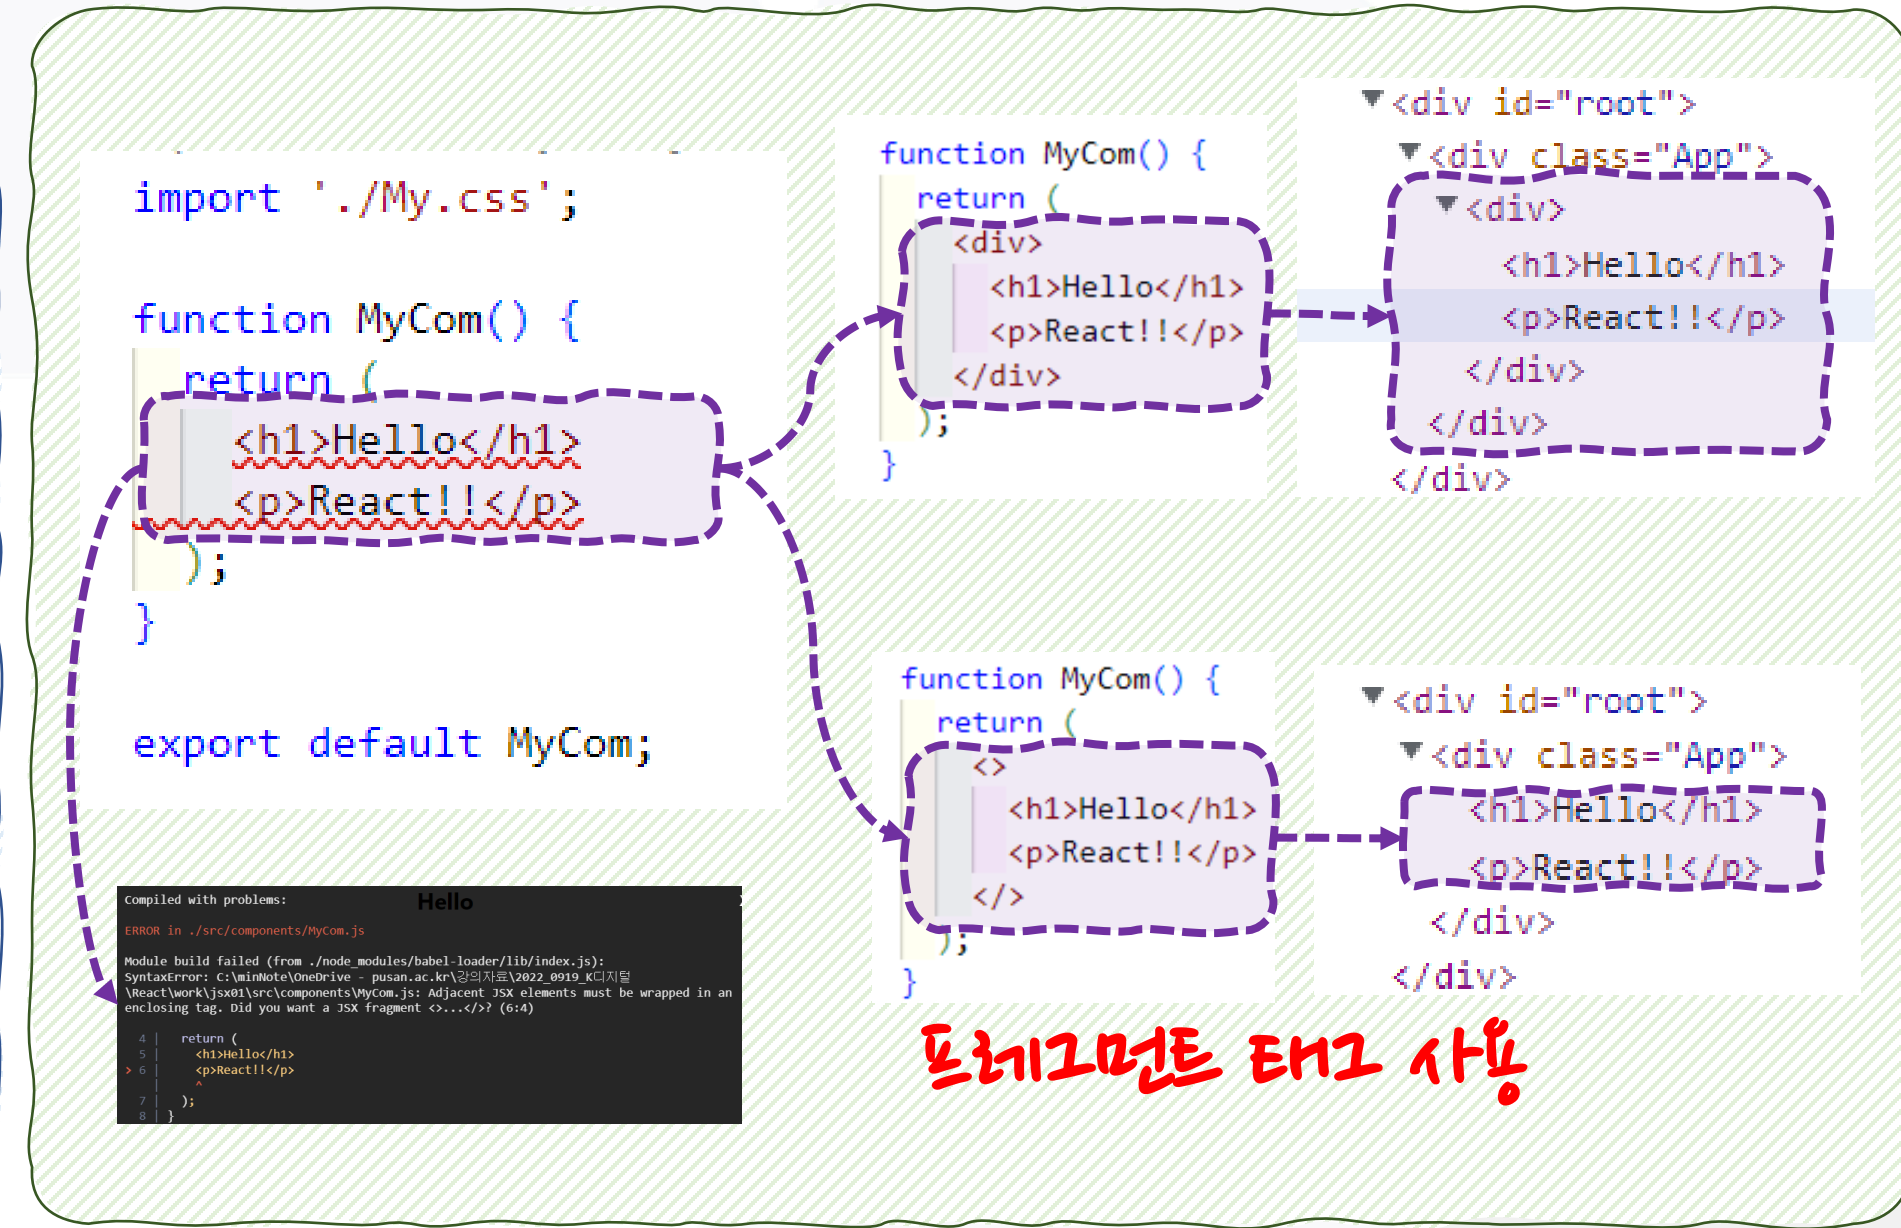 import './My.css';
function MyCom() {
return (
<h1>Hello</h1>
<p>React!!</p>
);
}
export default MyCom;
Compiled with problems:
Hello
ERROR in ./src/components/MyCom.js
Module build failed (from ./node_modules/babel-loader/lib/index.js):
SyntaxError: C:\minNote\OneDrive - pusan.ac.kr\강의자료\2022_0919_K디지털
\React\work\jsx01\src\components\MyCom.js: Adjacent JSX elements must be wrapped in an
enclosing tag. Did you want a JSX fragment <>...</>? (6:4)
4 | return (
5 | <h1>Hello</h1>
> 6 | <p>React!!</p>
| ^
7 | );
8 | }
function MyCom() {
return (
<div>
<h1>Hello</h1>
<p>React!!</p>
</div>
);
}
▼<div id="root">
▼<div class="App">
▼<div>
<h1>Hello</h1>
<p>React!!</p>
</div>
</div>
</div>
function MyCom() {
return (
<>
<h1>Hello</h1>
<p>React!!</p>
</>
);
}
▼<div id="root">
▼<div class="App">
<h1>Hello</h1>
<p>React!!</p>
</div>
</div>
프레그먼트 태그 사용